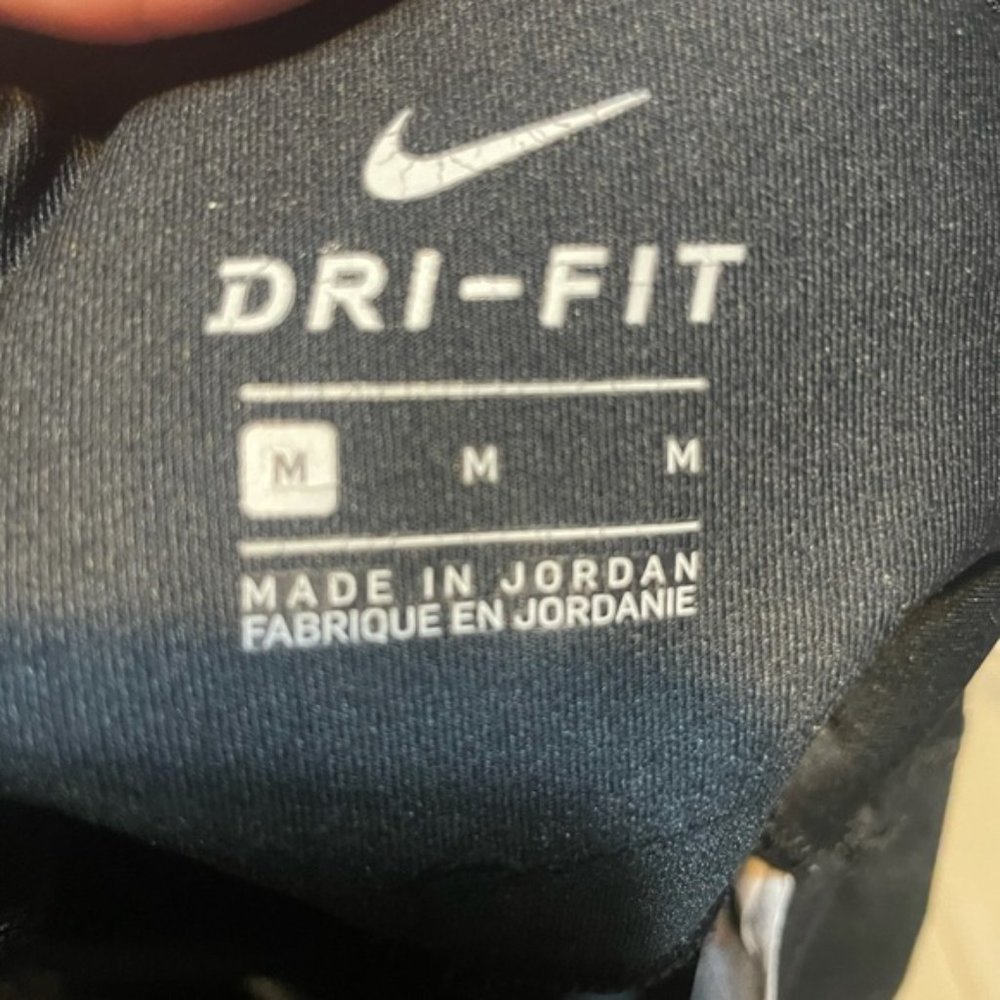 DRI-FIT
M M M
MADE IN JORDAN
FABRIQUE EN JORDANIE